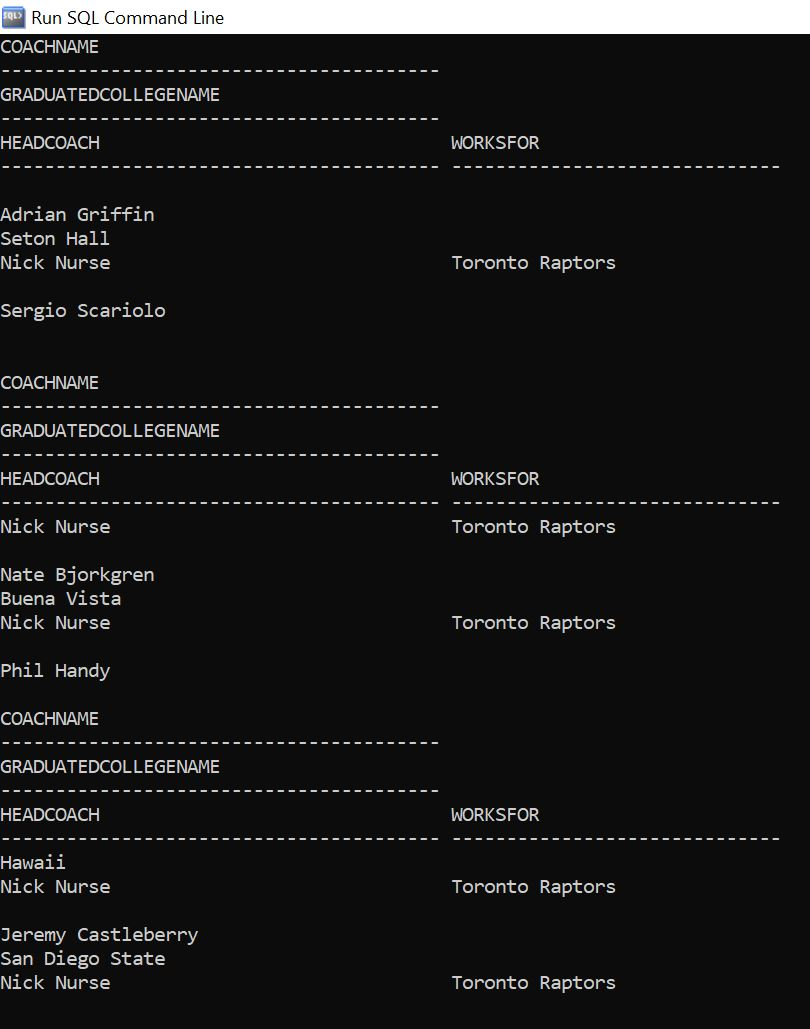 SQL>
Run SQL Command Line
COACHNAME
----------------------------------------
GRADUATEDCOLLEGENAME
----------------------------------------
HEADCOACH                                WORKSFOR
---------------------------------------- ------------------------------
Adrian Griffin
Seton Hall
Nick Nurse                               Toronto Raptors
Sergio Scariolo
COACHNAME
----------------------------------------
GRADUATEDCOLLEGENAME
----------------------------------------
HEADCOACH                                WORKSFOR
---------------------------------------- ------------------------------
Nick Nurse                               Toronto Raptors
Nate Bjorkgren
Buena Vista
Nick Nurse                               Toronto Raptors
Phil Handy
COACHNAME
----------------------------------------
GRADUATEDCOLLEGENAME
----------------------------------------
HEADCOACH                                WORKSFOR
---------------------------------------- ------------------------------
Hawaii
Nick Nurse                               Toronto Raptors
Jeremy Castleberry
San Diego State
Nick Nurse                               Toronto Raptors